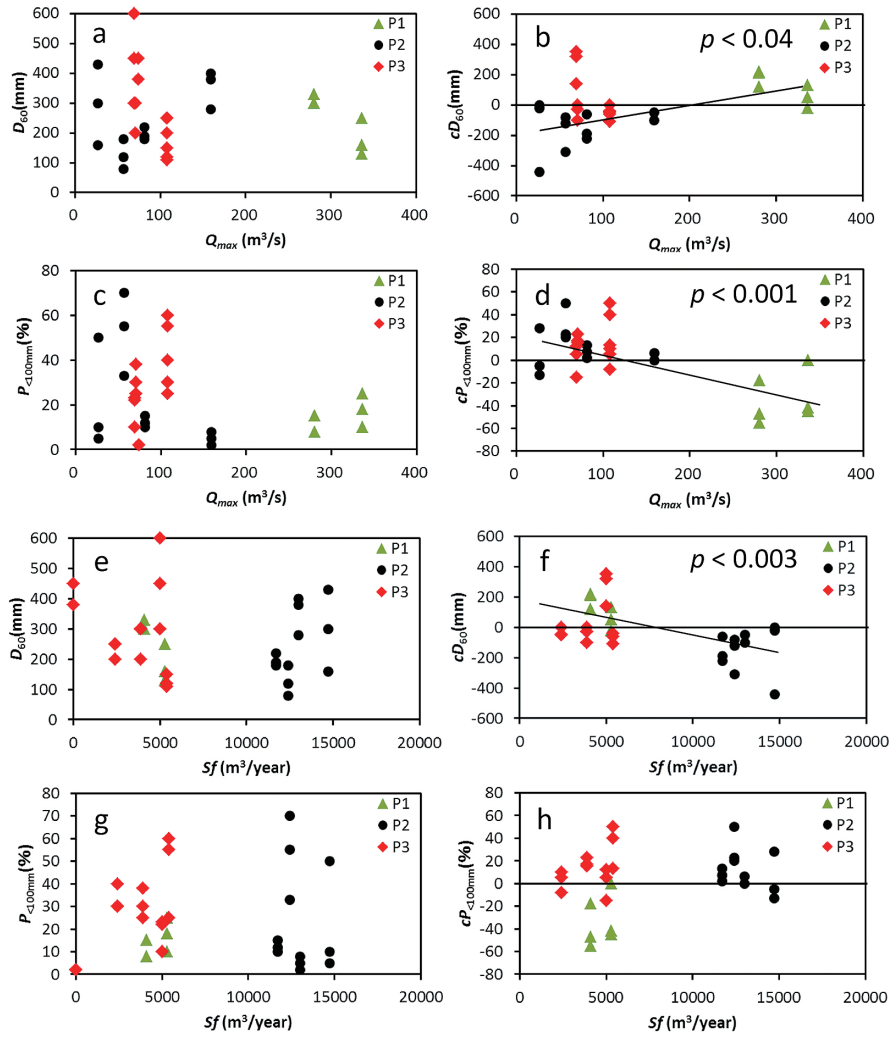 a
600
500
400
300
200
100
0
0 100 200 300 400
D60(mm)
Qmax (m³/s)
P1
P2
P3
b
p < 0.04
600
400
200
0
-200
-400
-600
0 100 200 300 400
cD60(mm)
Qmax (m³/s)
P1
P2
P3
c
80
60
40
20
0
0 100 200 300 400
P<100mm(%)
Qmax (m³/s)
P1
P2
P3
d
p < 0.001
80
60
40
20
0
-20
-40
-60
-80
0 100 200 300 400
cP<100mm(%)
Qmax (m³/s)
P1
P2
P3
e
600
500
400
300
200
100
0
0 5000 10000 15000 20000
D60(mm)
Sf (m³/year)
P1
P2
P3
f
p < 0.003
600
400
200
0
-200
-400
-600
0 5000 10000 15000 20000
cD60(mm)
Sf (m³/year)
P1
P2
P3
g
80
70
60
50
40
30
20
10
0
0 5000 10000 15000 20000
P<100mm(%)
Sf (m³/year)
P1
P2
P3
h
80
60
40
20
0
-20
-40
-60
-80
0 5000 10000 15000 20000
cP<100mm(%)
Sf (m³/year)
P1
P2
P3